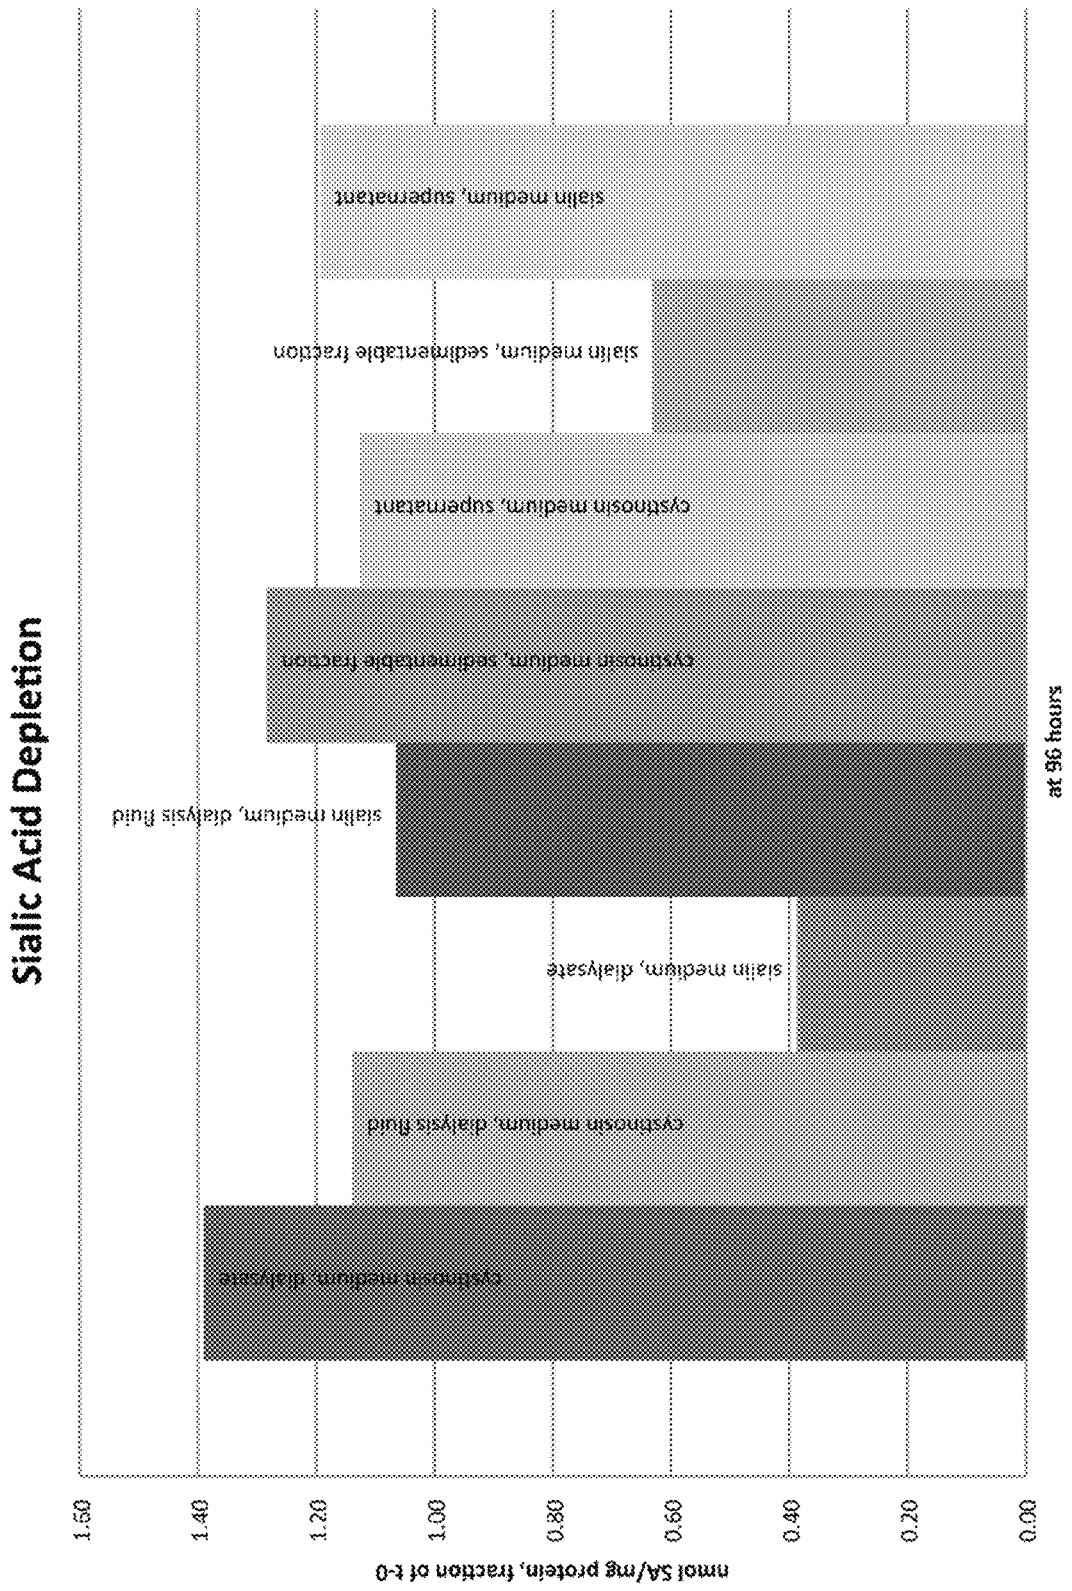 Sialic Acid Depletion
nmol SA/mg protein, fraction of t-0
1.60
1.40
1.20
1.00
0.80
0.60
0.40
0.20
0.00
cystinosin medium, dialysate
cystinosin medium, dialysis fluid
sialin medium, dialysate
sialin medium, dialysis fluid
cystinosin medium, sedimentable fraction
cystinosin medium, supernatant
sialin medium, sedimentable fraction
sialin medium, supernatant
at 96 hours